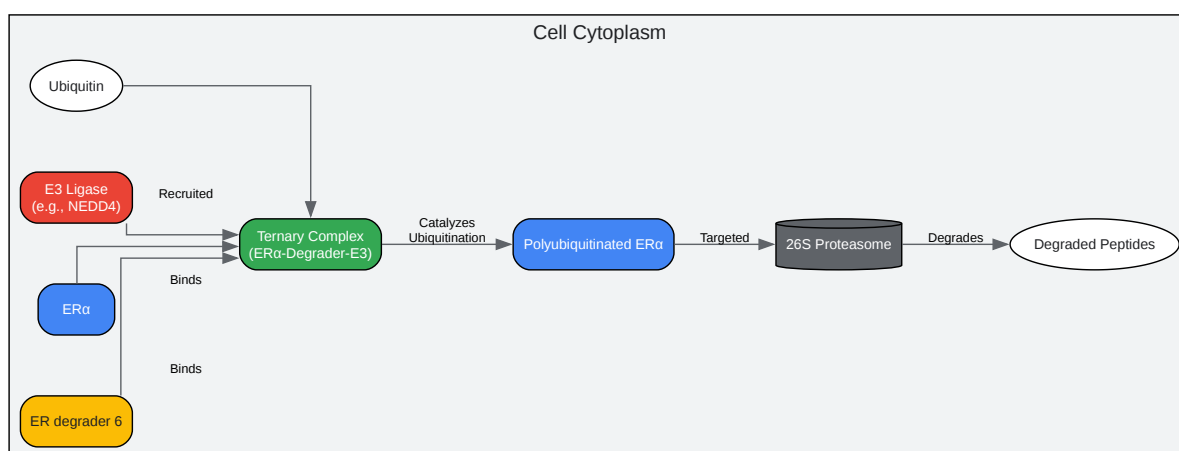 Cell Cytoplasm
Ubiquitin
E3 Ligase
(e.g., NEDD4)
Recruited
Ternary Complex
(ERα-Degrader-E3)
Catalyzes
Ubiquitination
Polyubiquitinated ERα
Targeted
26S Proteasome
Degrades
Degraded Peptides
Binds
ERα
Binds
ER degrader 6